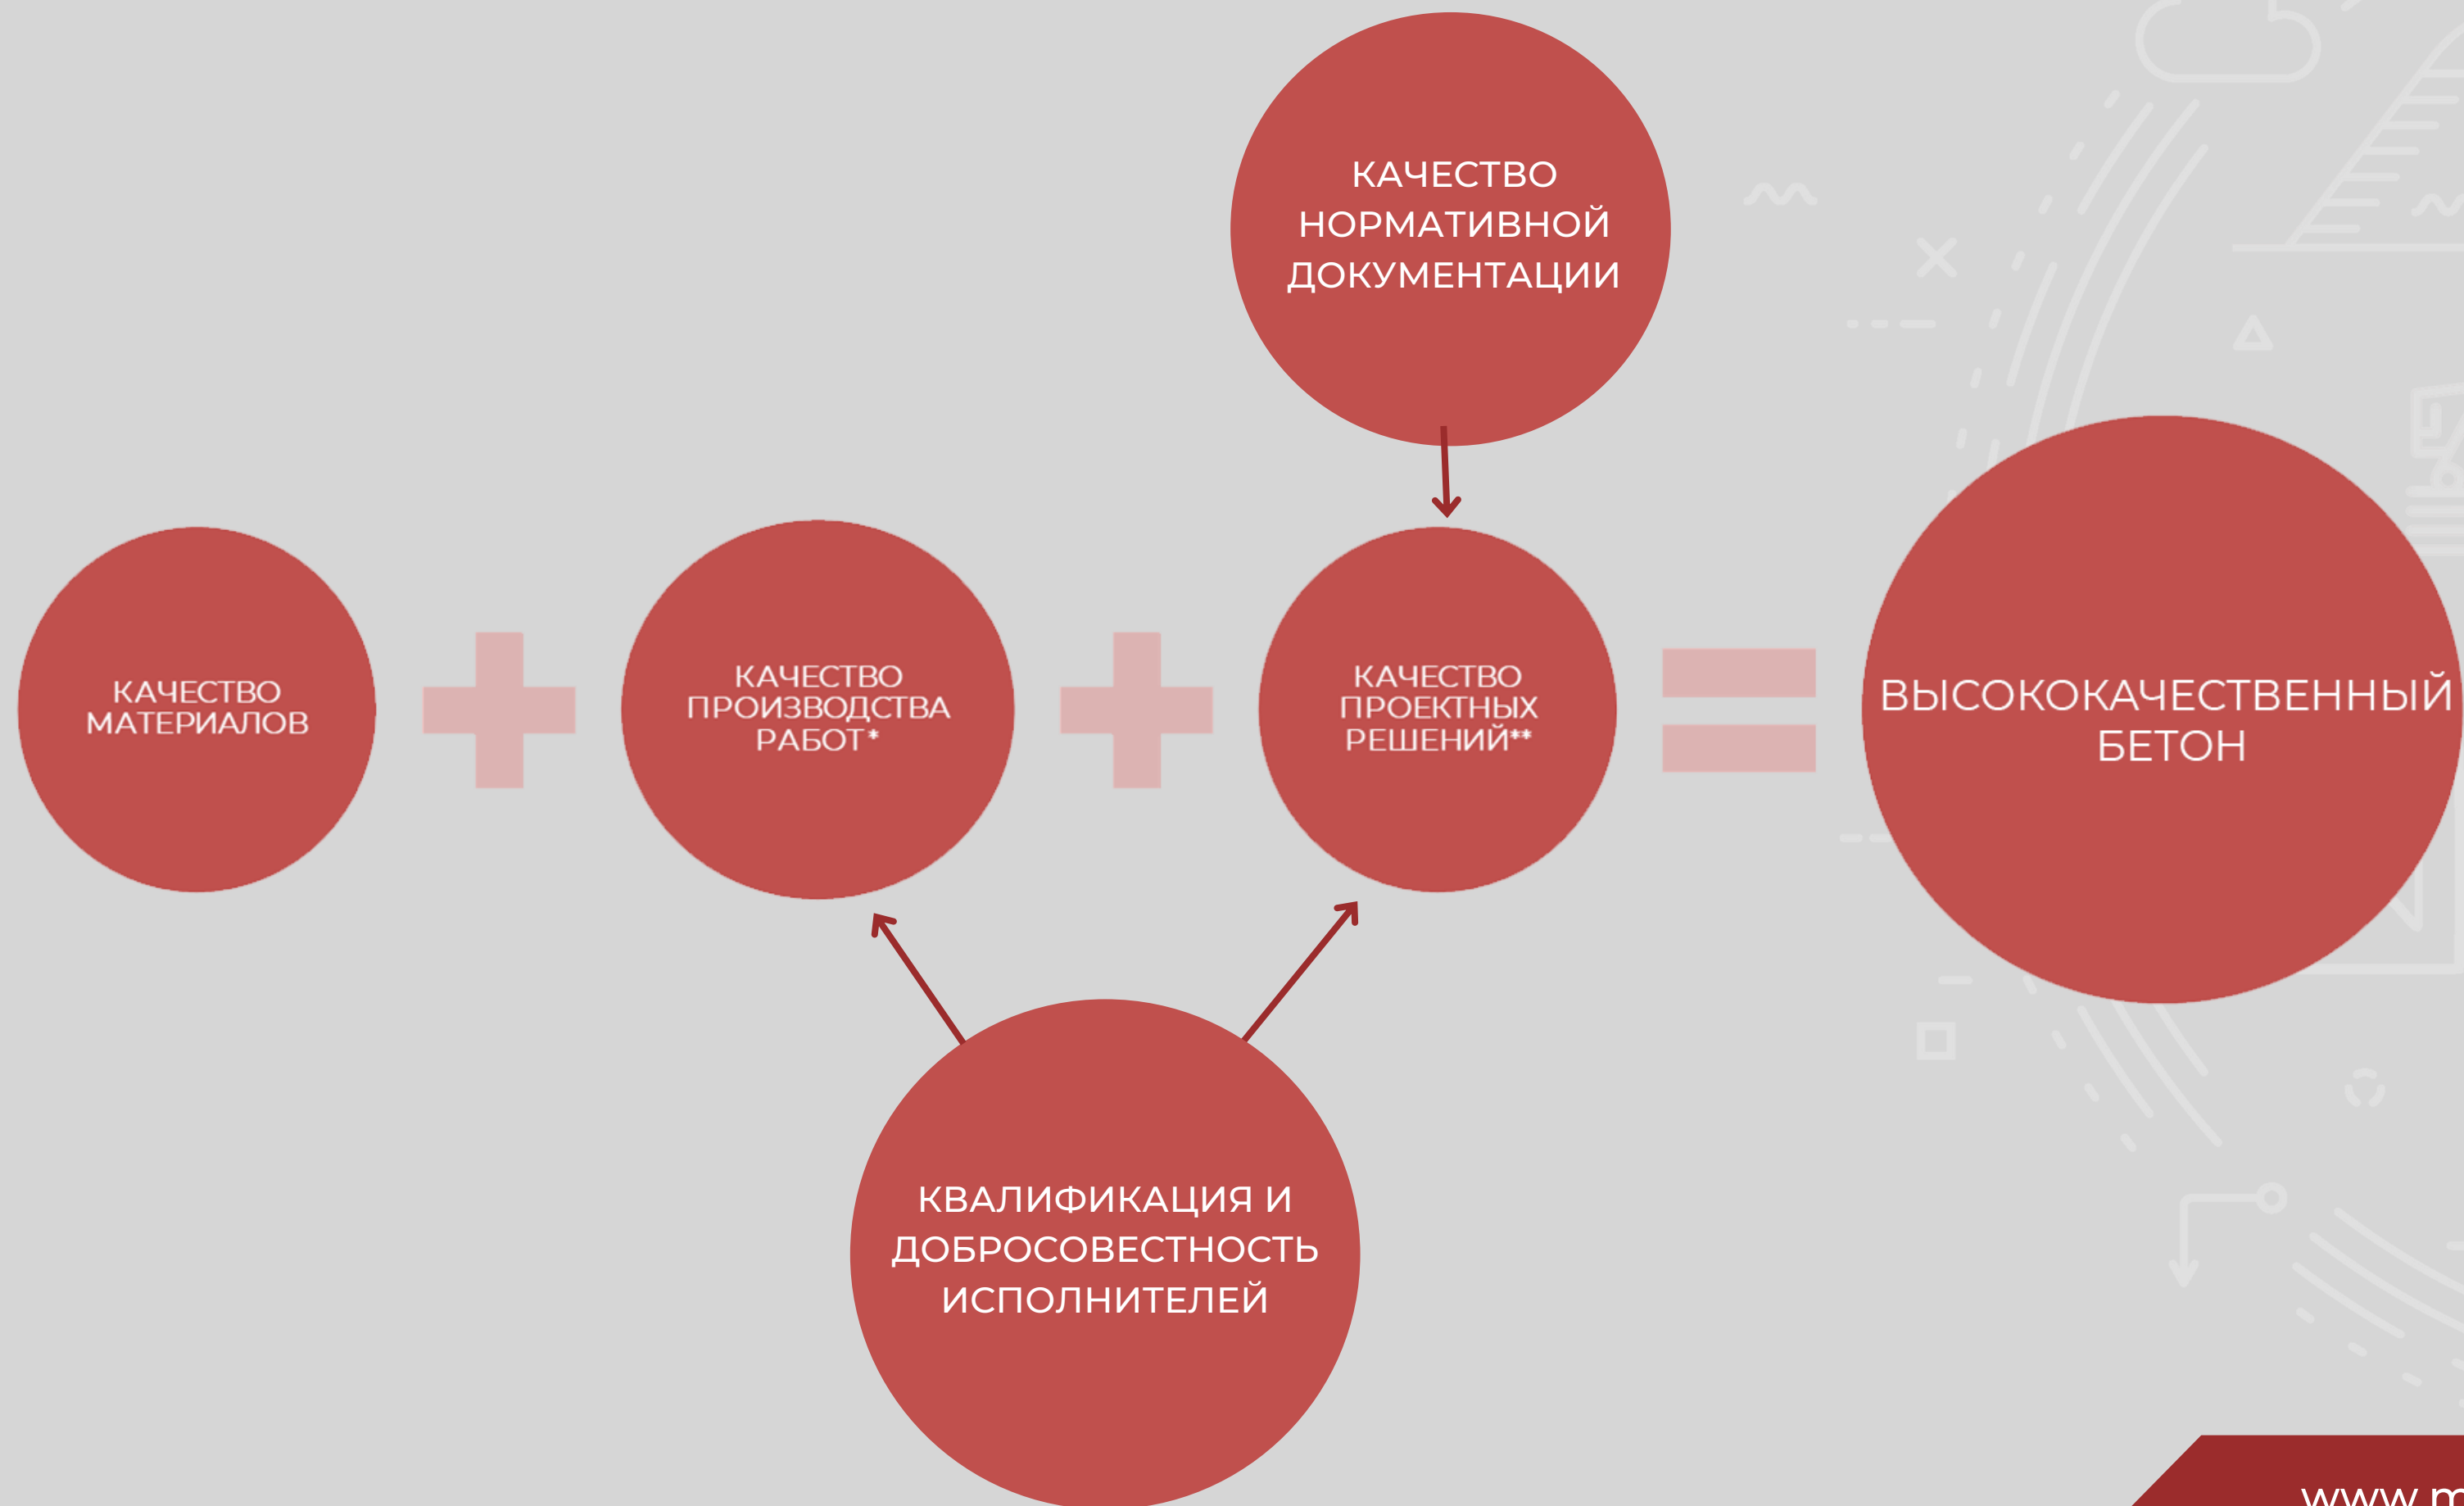 КАЧЕСТВО
НОРМАТИВНОЙ
ДОКУМЕНТАЦИИ
КАЧЕСТВО
МАТЕРИАЛОВ
КАЧЕСТВО
ПРОИЗВОДСТВА
РАБОТ*
КАЧЕСТВО
ПРОЕКТНЫХ
РЕШЕНИЙ**
ВЫСОКОКАЧЕСТВЕННЫЙ
БЕТОН
КВАЛИФИКАЦИЯ И
ДОБРОСОВЕСТНОСТЬ
ИСПОЛНИТЕЛЕЙ